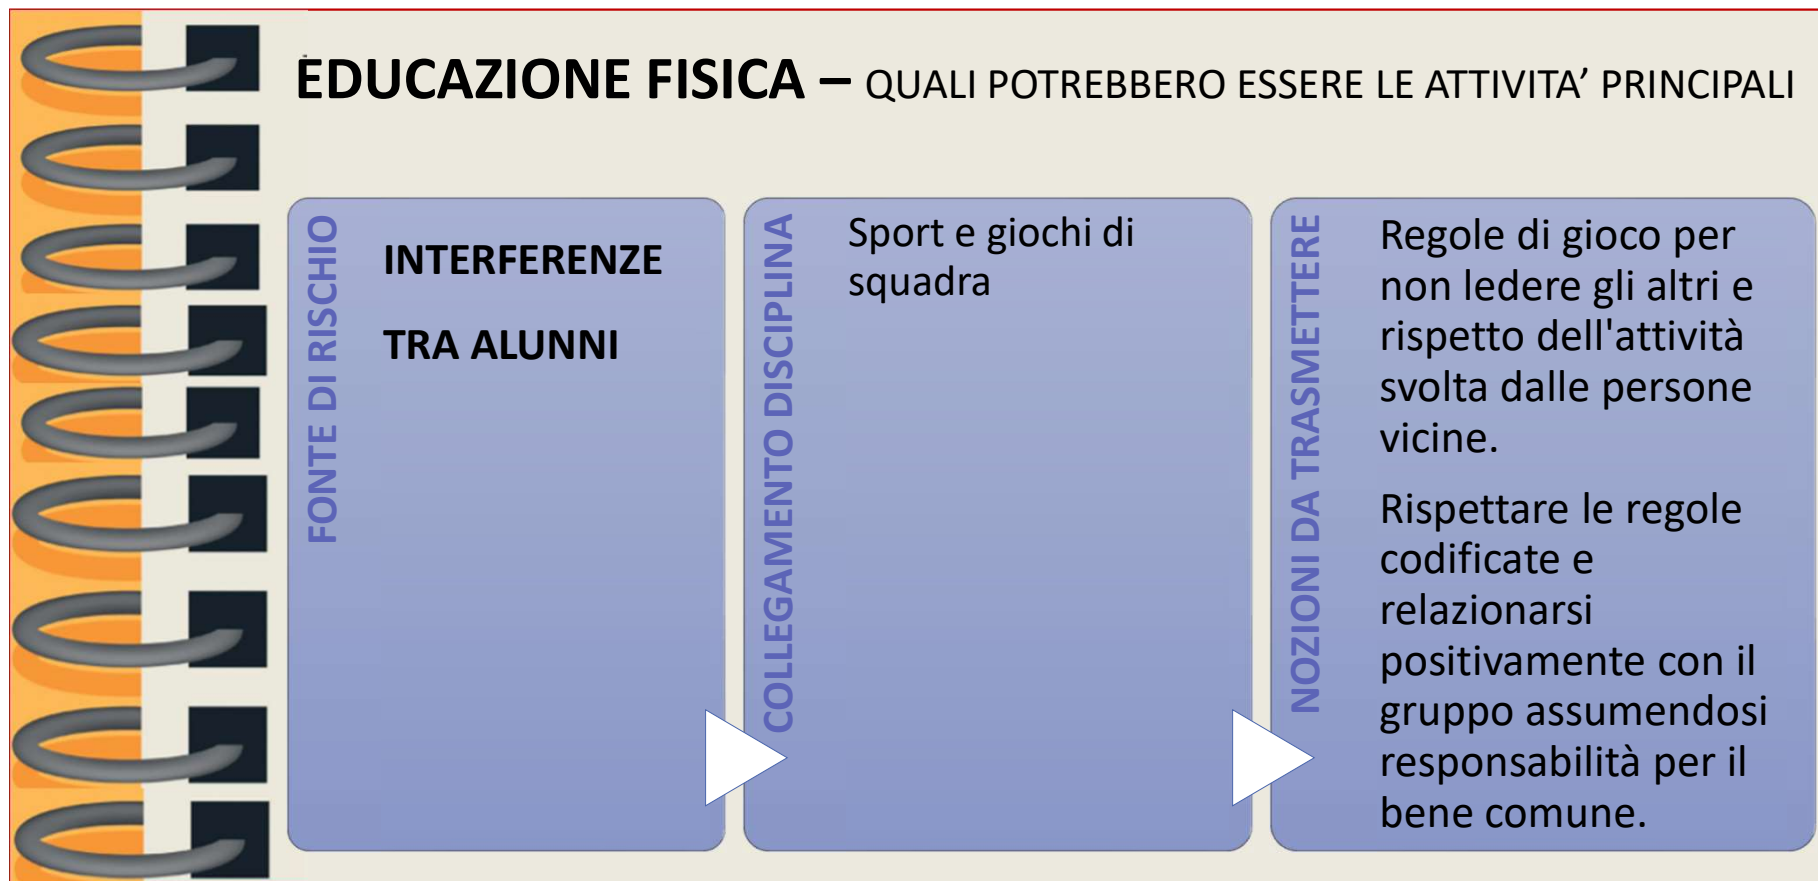 EDUCAZIONE FISICA – QUALI POTREBBERO ESSERE LE ATTIVITA’ PRINCIPALI
FONTE DI RISCHIO
INTERFERENZE
TRA ALUNNI
COLLEGAMENTO DISCIPLINA
Sport e giochi di
squadra
NOZIONI DA TRASMETTERE
Regole di gioco per
non ledere gli altri e
rispetto dell'attività
svolta dalle persone
vicine.
Rispettare le regole
codificate e
relazionarsi
positivamente con il
gruppo assumendosi
responsabilità per il
bene comune.